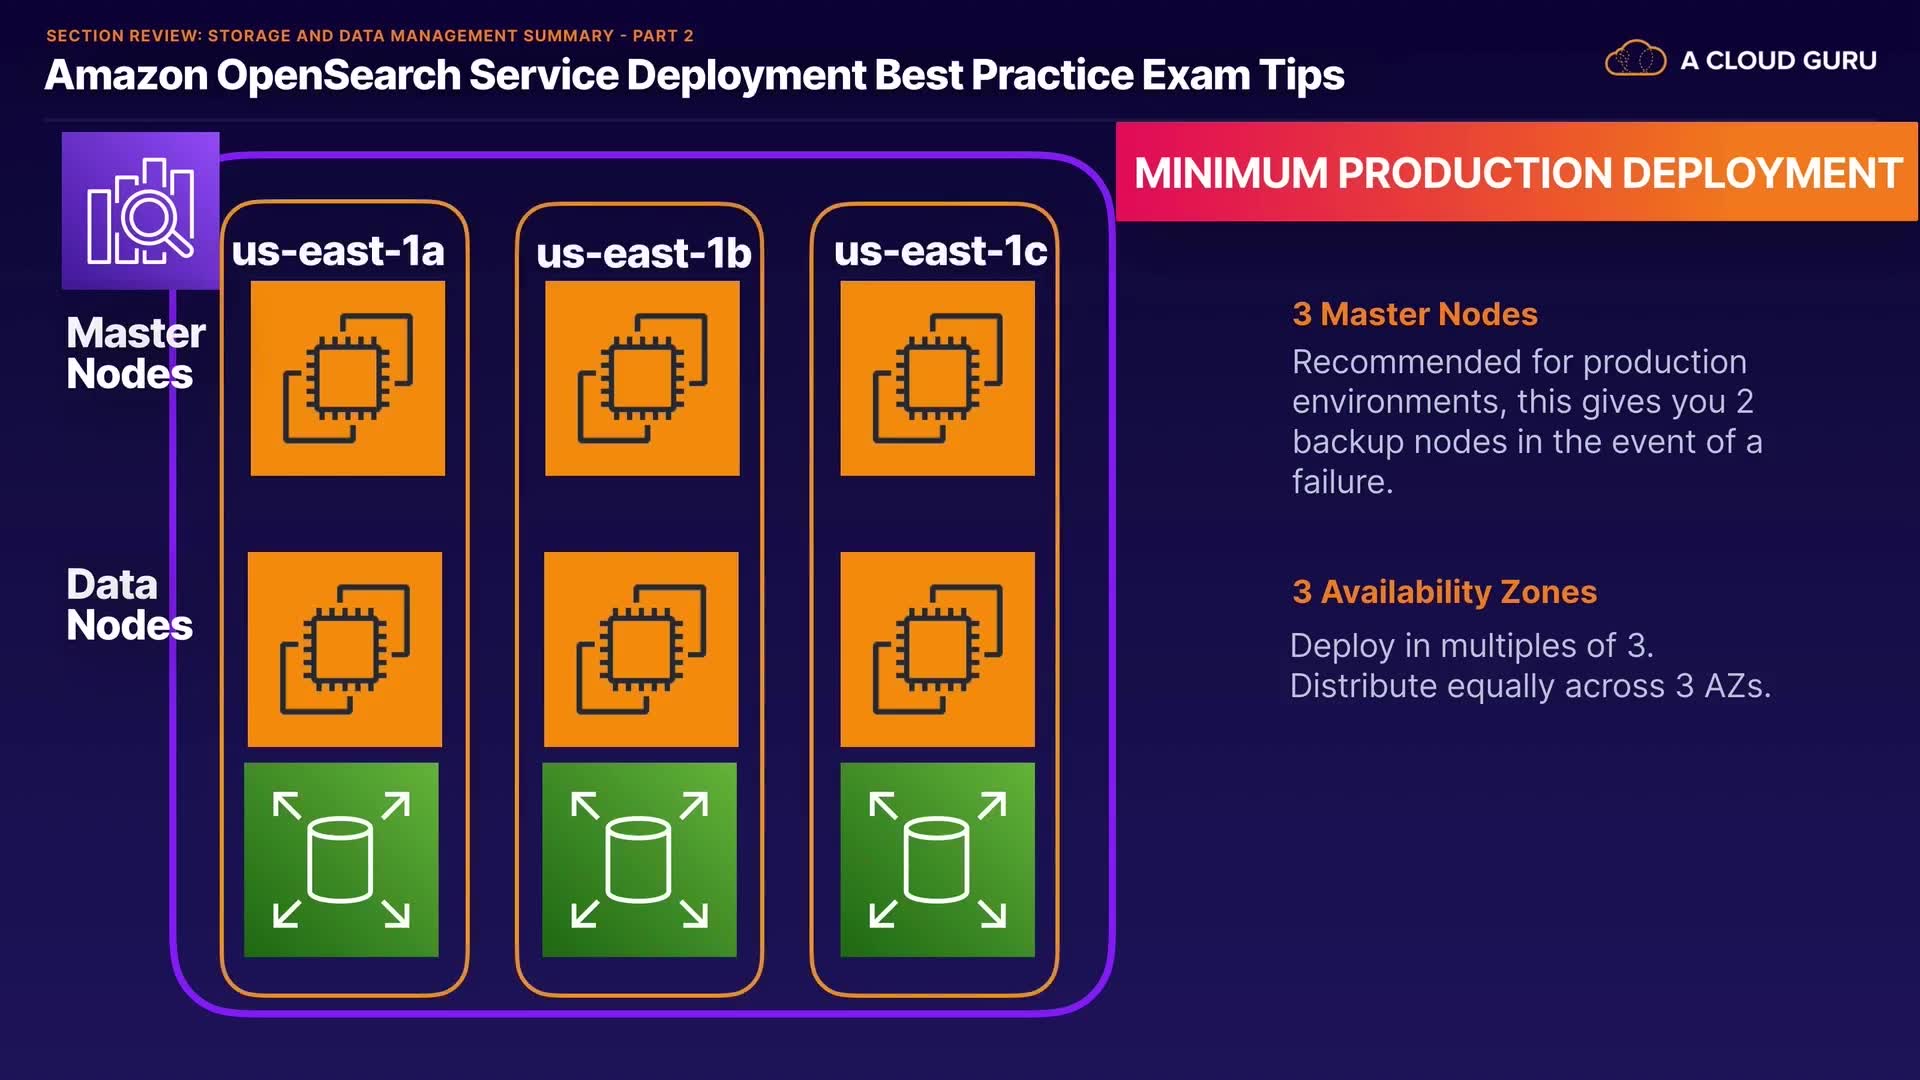 SECTION REVIEW: STORAGE AND DATA MANAGEMENT SUMMARY - PART 2
Amazon OpenSearch Service Deployment Best Practice Exam Tips
A CLOUD GURU
MINIMUM PRODUCTION DEPLOYMENT
us-east-1a
us-east-1b
us-east-1c
Master
Nodes
Data
Nodes
3 Master Nodes
Recommended for production
environments, this gives you 2
backup nodes in the event of a
failure.
3 Availability Zones
Deploy in multiples of 3.
Distribute equally across 3 AZs.